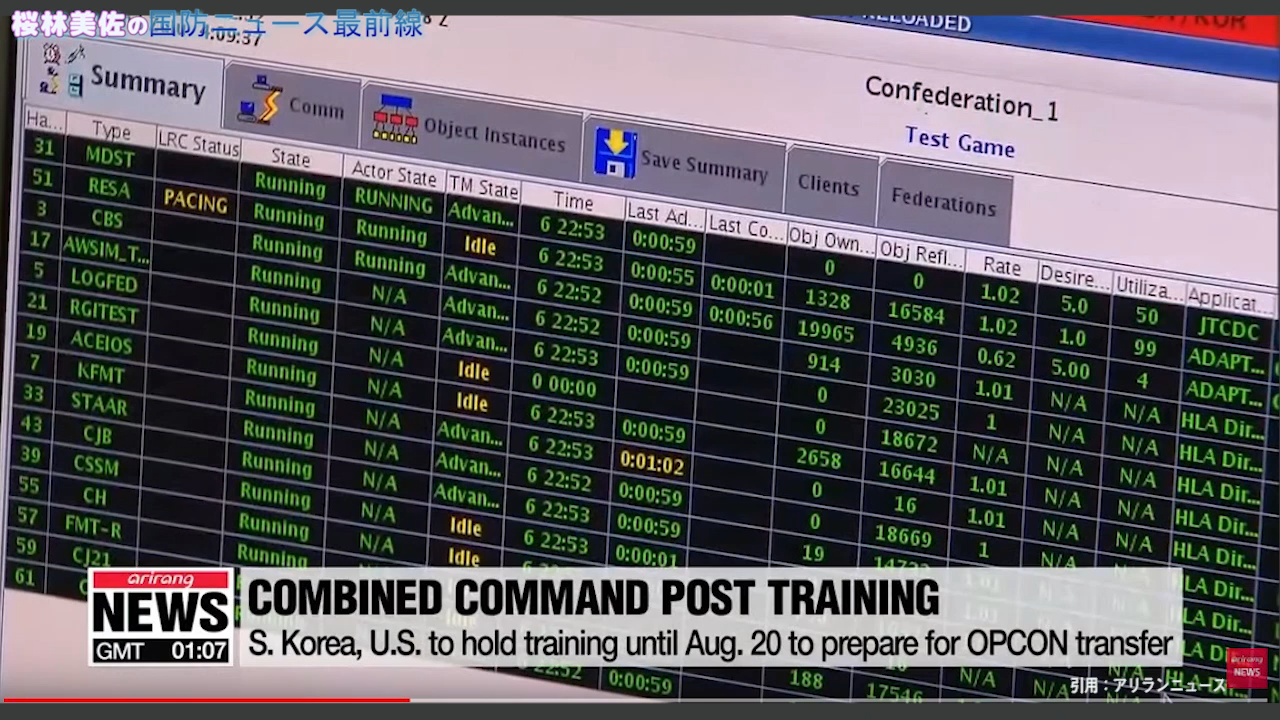 桜林美佐の国防ニュース最前線
:09:37
Z
RELOADED
KOR
Confederation_1
Test Game
Summary Comm Object Instances Save Summary Clients Federations
Ha... Type LRC Status State Actor State TM State Time Last Ad... Last Co... Obj Own... Obj Refl... Rate Desire... Utiliza... Applicat...
31 MDST Running RUNNING Advan... 6 22:53 0:00:59 0 0 1.02 5.0 50 JTCDC
51 RESA PACING Running Running Idle 6 22:53 0:00:55 0:00:01 1328 16584 1.02 1.0 99 ADAPT...
3 CBS Running Running Advan... 6 22:52 0:00:59 0:00:56 19965 4936 0.62 5.00 4 ADAPT...
17 AWSIM_T... Running N/A Advan... 6 22:52 0:00:59 914 3030 1.01 N/A N/A HLA Dir...
5 LOGFED Running N/A Advan... 6 22:53 0:00:59 0 23025 1 N/A N/A HLA Dir...
21 RGITEST Running N/A Idle 0 00:00 0 18672 N/A N/A N/A HLA Dir...
19 ACEIOS Running N/A Idle 6 22:53 0:00:59 2658 16644 1.01 N/A N/A HLA Dir...
7 KFMT Running N/A Advan... 6 22:53 0:01:02 0 16 1.01 N/A N/A HLA Dir...
33 STAAR Running N/A Advan... 6 22:52 0:00:59 0 18669 1 N/A N/A HLA Dir...
43 CJB Running N/A Advan... 6 22:53 0:00:59 19
39 CSSM Running N/A Idle 6 22:53 0:00:01
55 CH Running N/A Idle
57 FMT-R Running
59 CJ21 Running
61
22:52 0:00:59 188 17546 N/A N/A
arirang
NEWS
GMT 01:07
COMBINED COMMAND POST TRAINING
S. Korea, U.S. to hold training until Aug. 20 to prepare for OPCON transfer
arirang
NEWS
引用：アリランニュース